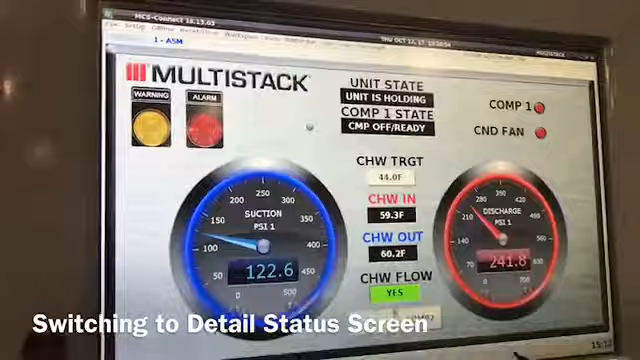 MCS-Connect 18.13.03
1 - ASM
MULTISTACK
MULTISTACK
WARNING
ALARM
UNIT STATE
UNIT IS HOLDING
COMP 1 STATE
CMP OFF/READY
COMP 1
CND FAN
CHW TRGT
44.0F
CHW IN
59.3F
CHW OUT
60.2F
CHW FLOW
YES
SUCTION
PSI 1
0
50
100
150
200
250
300
350
400
450
500
122.6
DISCHARGE
PSI 1
0
70
140
210
280
350
420
490
560
630
700
241.8
15:12
Switching to Detail Status Screen